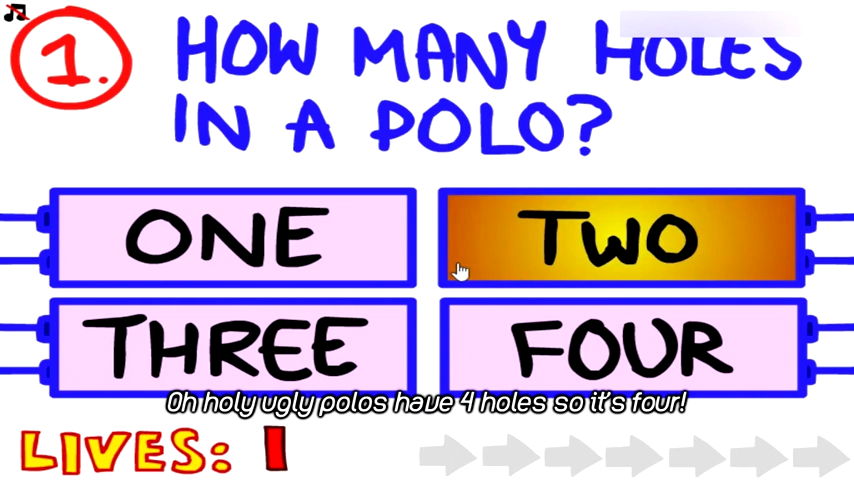 1.
HOW MANY HOLES
IN A POLO?
ONE
TWO
THREE
FOUR
Oh holy ugly polos have 4 holes so it's four!
LIVES: 1